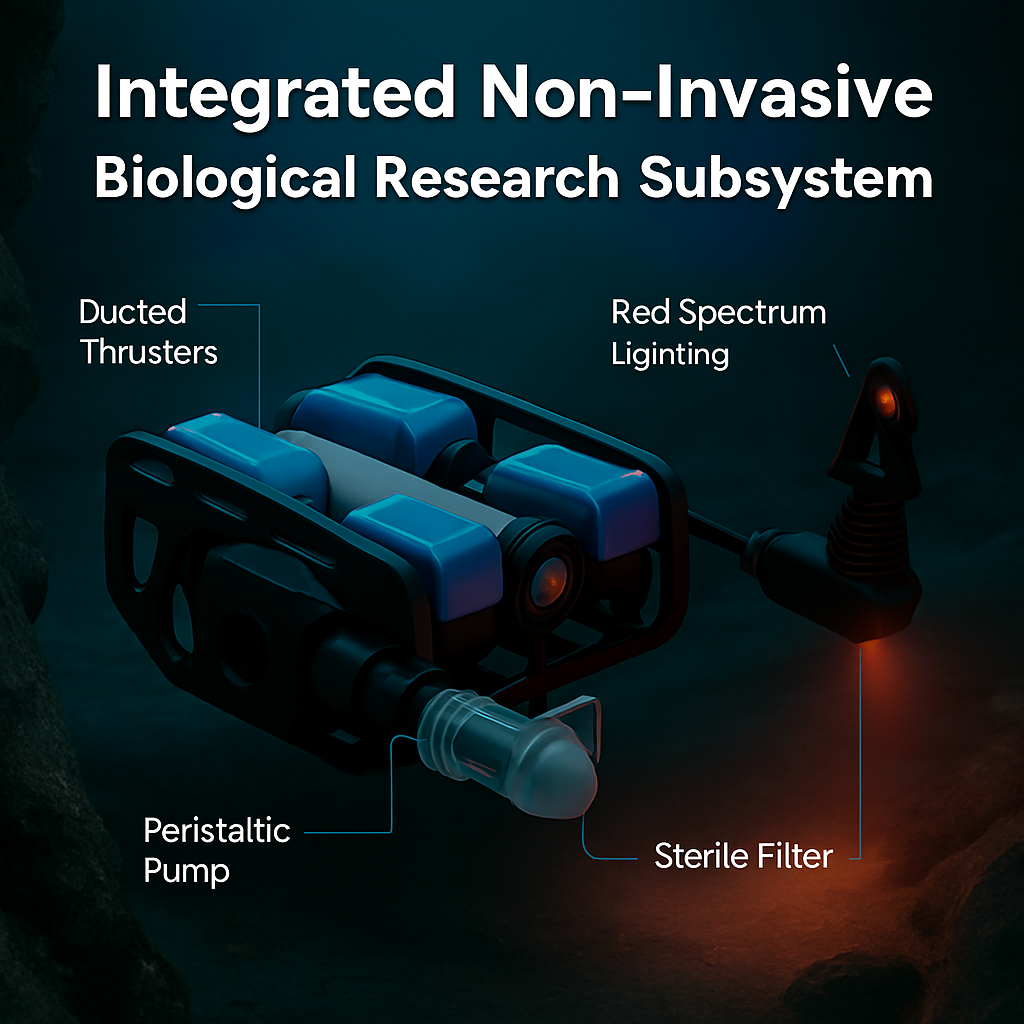 Integrated Non-Invasive
Biological Research Subsystem
Ducted
Thrusters
Red Spectrum
Liginting
Peristaltic
Pump
Sterile Filter